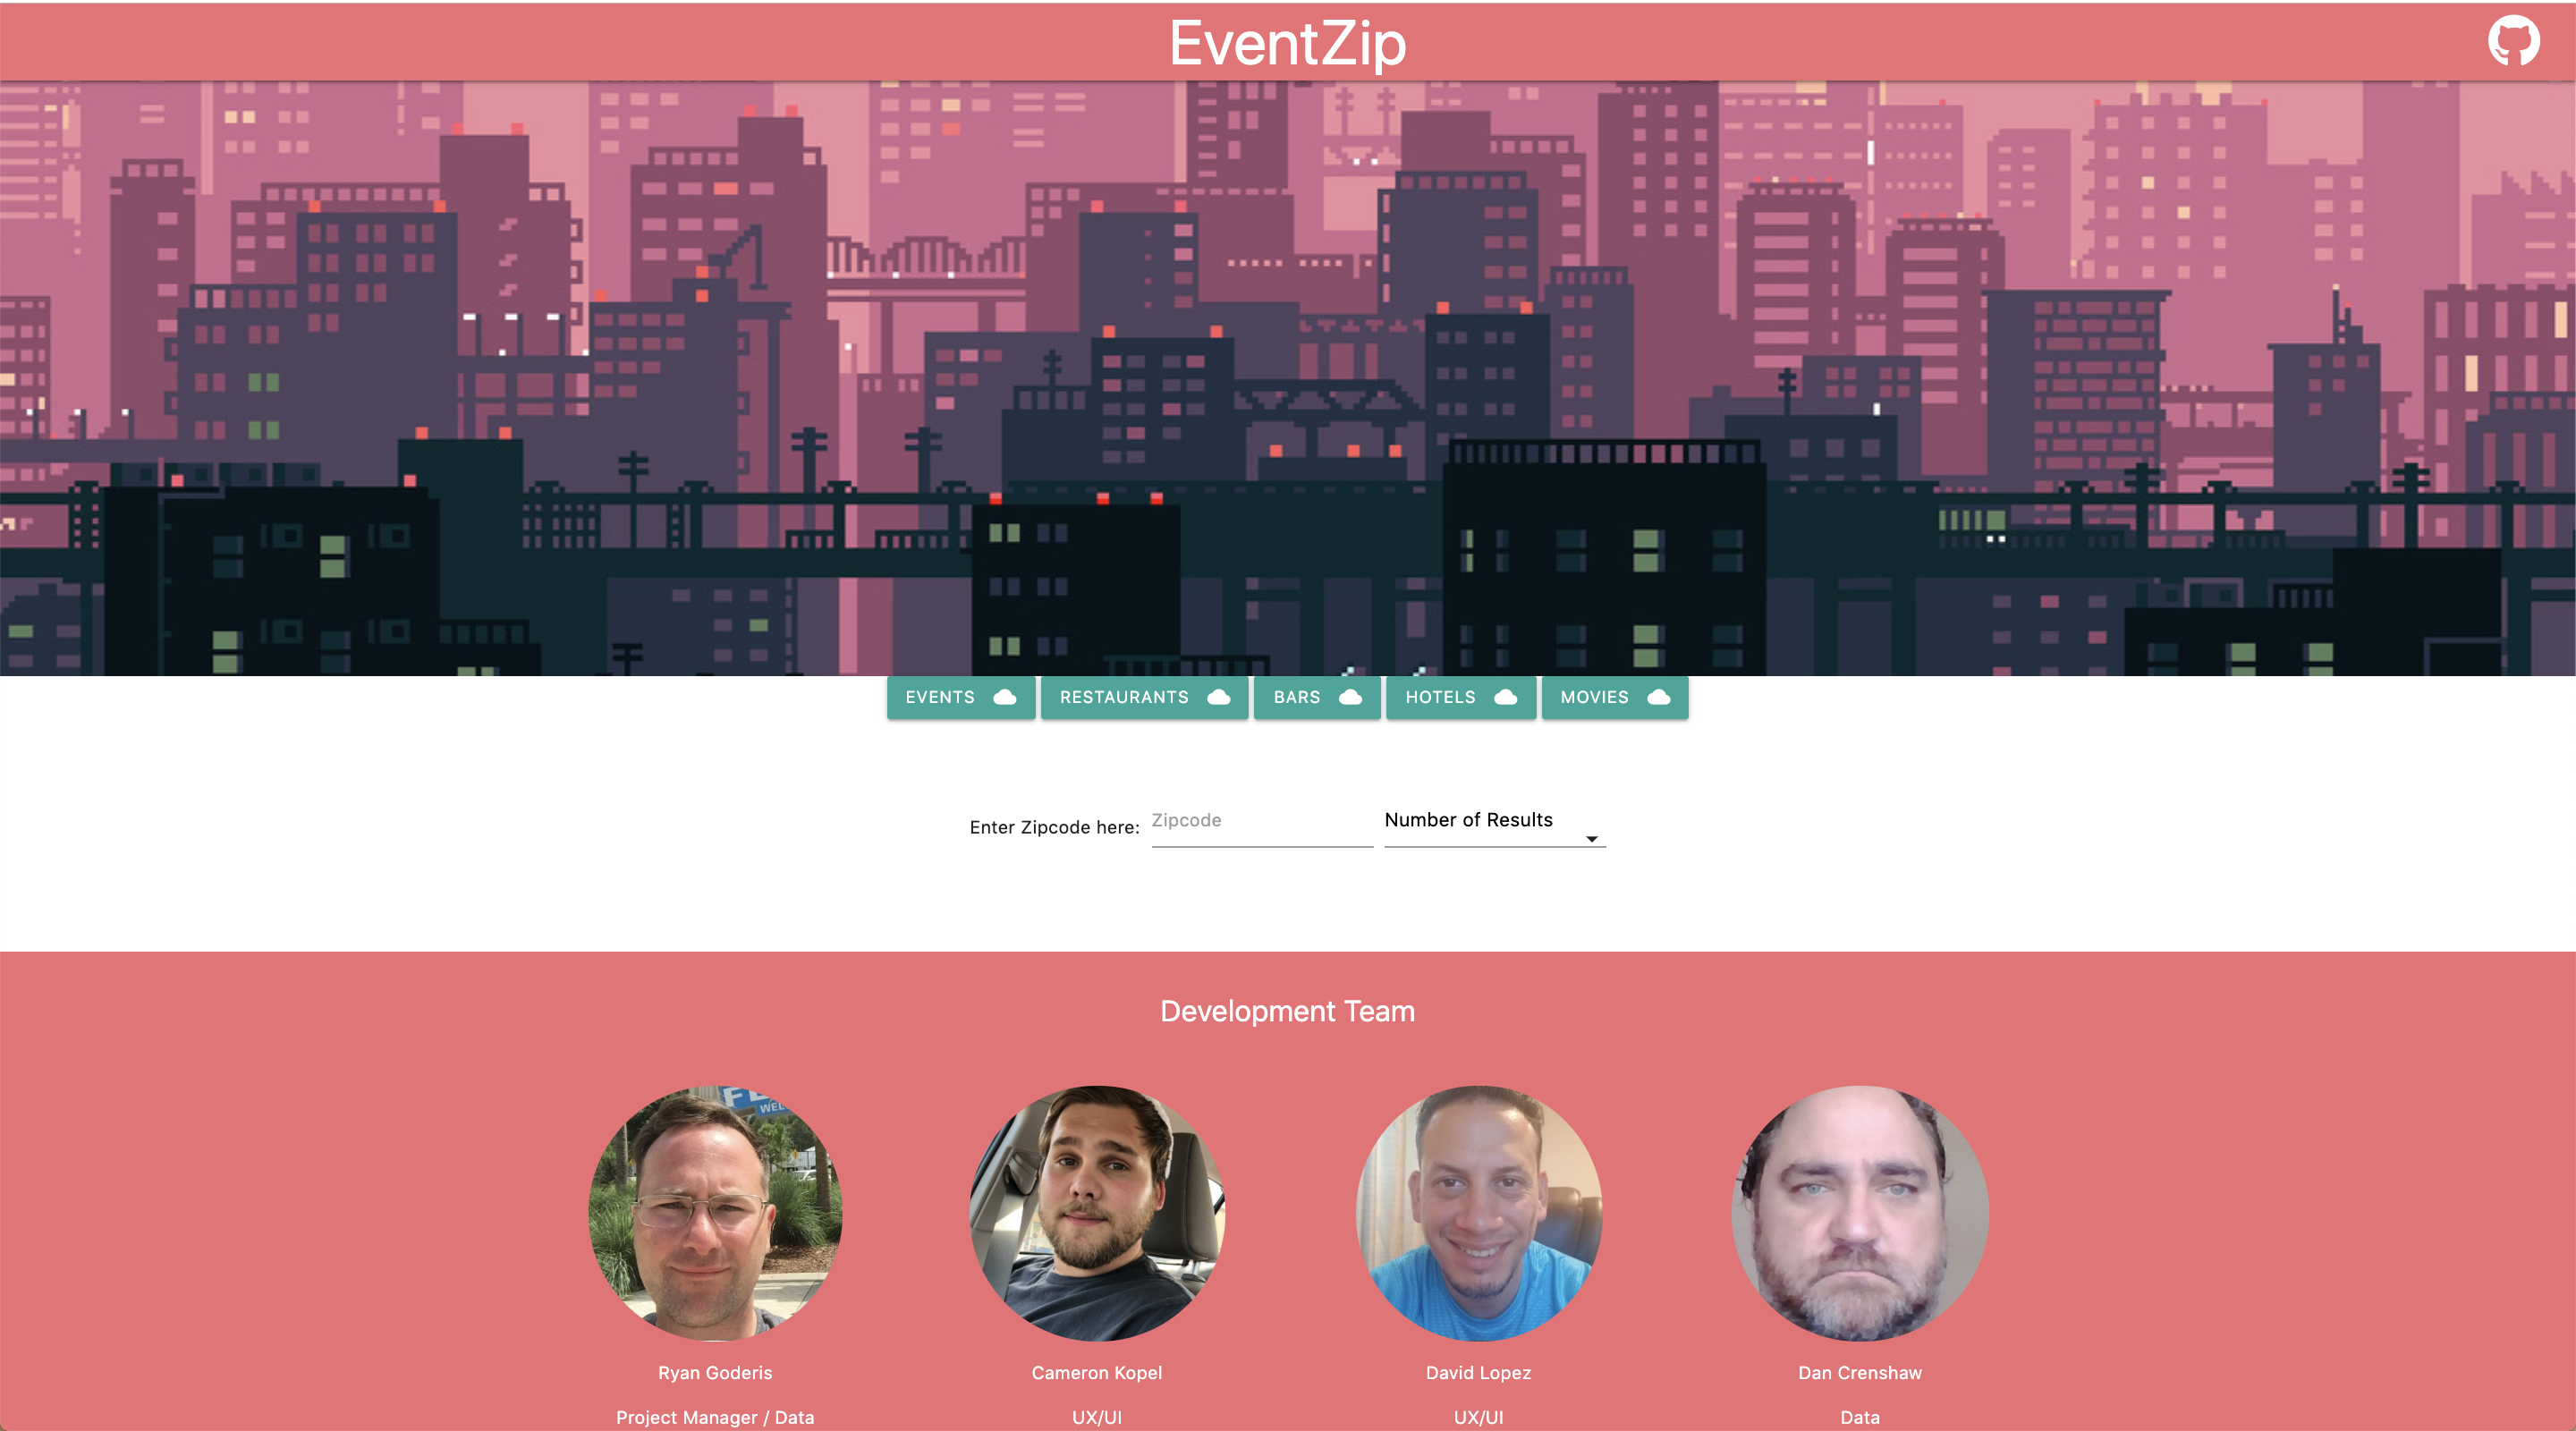 EventZip
EVENTS RESTAURANTS BARS HOTELS MOVIES
Enter Zipcode here: Zipcode Number of Results
Development Team
WEL
Ryan Goderis Cameron Kopel David Lopez Dan Crenshaw
Project Manager / Data UX/UI UX/UI Data